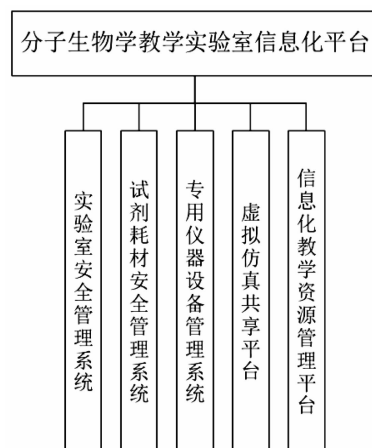 分子生物学教学实验室信息化平台
实验室安全管理系统
试剂耗材安全管理系统
专用仪器设备管理系统
虚拟仿真共享平台
信息化教学资源管理平台